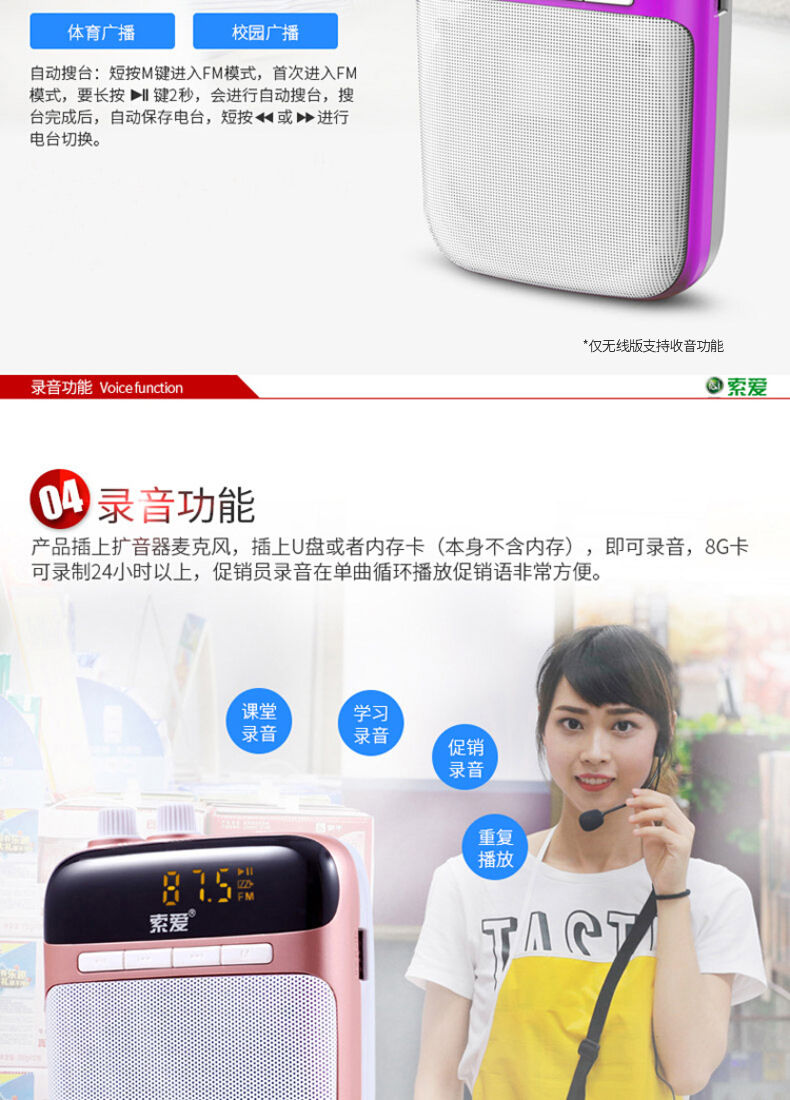 体育广播
校园广播
自动搜台：短按M键进入FM模式，首次进入FM
模式，要长按 ▶II 键2秒，会进行自动搜台，搜
台完成后，自动保存电台，短按◀◀ 或 ▶▶ 进行
电台切换。
*仅无线版支持收音功能
录音功能 Voice function
索爱
04 录音功能
产品插上扩音器麦克风，插上U盘或者内存卡（本身不含内存），即可录音，8G卡
可录制24小时以上，促销员录音在单曲循环播放促销语非常方便。
课堂
录音
学习
录音
促销
录音
重复
播放
87.5
FM
索爱®
TACT